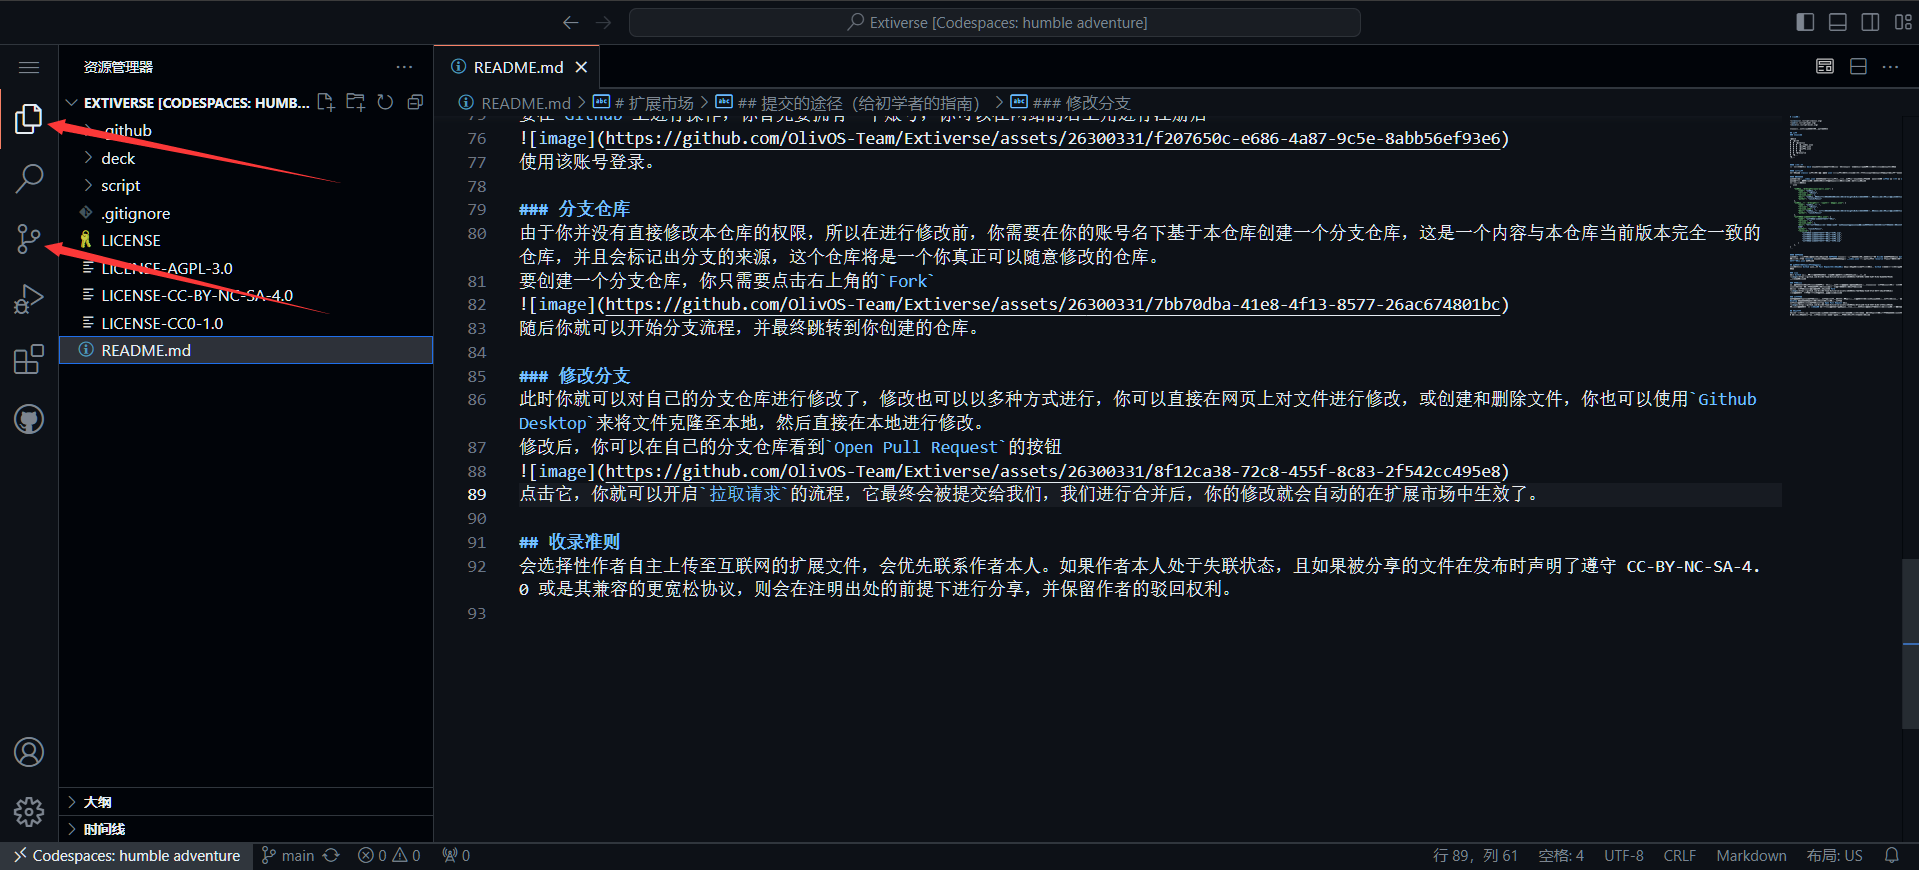 Extiverse [Codespaces: humble adventure]
资源管理器
README.md
EXTIVERSE [CODESPACES: HUMB...
README.md > # 扩展市场 > ## 提交的途径（给初学者的指南） > ### 修改分支
.github
deck
script
.gitignore
LICENSE
LICENSE-AGPL-3.0
LICENSE-CC-BY-NC-SA-4.0
LICENSE-CC0-1.0
README.md
76 ![image](https://github.com/OlivOS-Team/Extiverse/assets/26300331/f207650c-e686-4a87-9c5e-8abb56ef93e6)
77 使用该账号登录。
78
79 ### 分支仓库
80 由于你并没有直接修改本仓库的权限，所以在进行修改前，你需要在你的账号名下基于本仓库创建一个分支仓库，这是一个内容与本仓库当前版本完全一致的
仓库，并且会标记出分支的来源，这个仓库将是一个你真正可以随意修改的仓库。
81 要创建一个分支仓库，你只需要点击右上角的`Fork`
82 ![image](https://github.com/OlivOS-Team/Extiverse/assets/26300331/7bb70dba-41e8-4f13-8577-26ac674801bc)
83 随后你就可以开始分支流程，并最终跳转到你创建的仓库。
84
85 ### 修改分支
86 此时你就可以对自己的分支仓库进行修改了，修改也可以以多种方式进行，你可以直接在网页上对文件进行修改，或创建和删除文件，你也可以使用`Github
Desktop`来将文件克隆至本地，然后直接在本地进行修改。
87 修改后，你可以在自己的分支仓库看到`Open Pull Request`的按钮
88 ![image](https://github.com/OlivOS-Team/Extiverse/assets/26300331/8f12ca38-72c8-455f-8c83-2f542cc495e8)
89 点击它，你就可以开启`拉取请求`的流程，它最终会被提交给我们，我们进行合并后，你的修改就会自动的在扩展市场中生效了。
90
91 ## 收录准则
92 会选择性作者自主上传至互联网的扩展文件，会优先联系作者本人。如果作者本人处于失联状态，且如果被分享的文件在发布时声明了遵守 CC-BY-NC-SA-4.
0 或是其兼容的更宽松协议，则会在注明出处的前提下进行分享，并保留作者的驳回权利。
93
大纲
时间线
Codespaces: humble adventure
main
0 0
0
行 89，列 61
空格: 4
UTF-8
CRLF
Markdown
布局: US